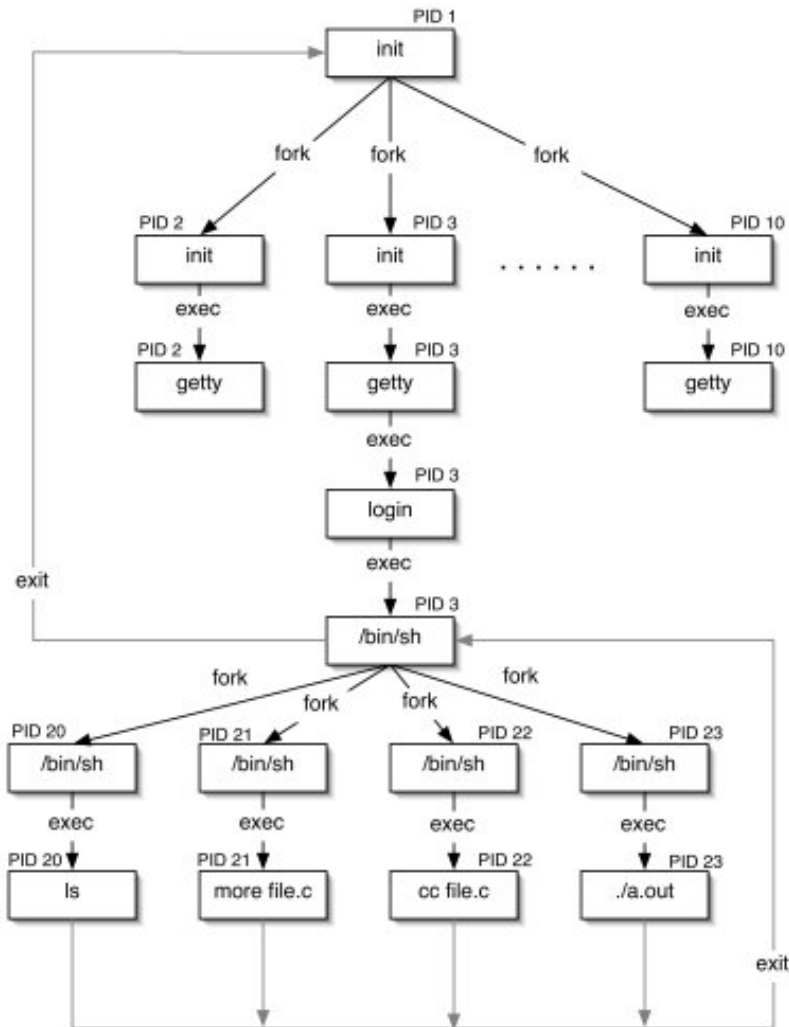 PID 1
init
fork fork fork
PID 2 PID 3 PID 10
init init . . . . . . init
exec exec exec
PID 2 PID 3 PID 10
getty getty getty
exec
PID 3
login
exec
exit
PID 3
/bin/sh
fork fork fork fork
PID 20 PID 21 PID 22 PID 23
/bin/sh /bin/sh /bin/sh /bin/sh
exec exec exec exec
PID 20 PID 21 PID 22 PID 23
ls more file.c cc file.c ./a.out
exit